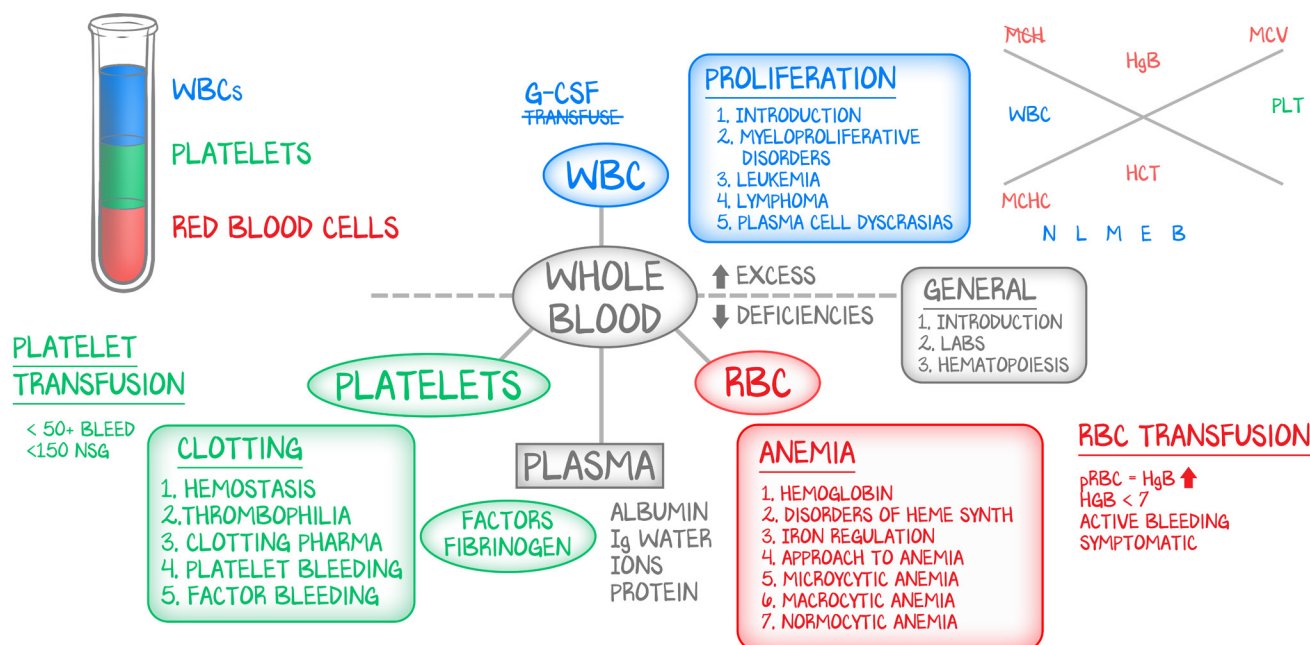 WBCs
PLATELETS
RED BLOOD CELLS
G-CSF
TRANSFUSE
WBC
PROLIFERATION
1. INTRODUCTION
2. MYELOPROLIFERATIVE
DISORDERS
3. LEUKEMIA
4. LYMPHOMA
5. PLASMA CELL DYSCRASIAS
MCH
MCV
HgB
WBC
PLT
HCT
MCHC
N L M E B
WHOLE
BLOOD
EXCESS
DEFICIENCIES
GENERAL
1. INTRODUCTION
2. LABS
3. HEMATOPOIESIS
PLATELET
TRANSFUSION
< 50+ BLEED
<150 NSG
PLATELETS
RBC
CLOTTING
1. HEMOSTASIS
2.THROMBOPHILIA
3. CLOTTING PHARMA
4. PLATELET BLEEDING
5. FACTOR BLEEDING
PLASMA
FACTORS
FIBRINOGEN
ALBUMIN
Ig WATER
IONS
PROTEIN
ANEMIA
1. HEMOGLOBIN
2. DISORDERS OF HEME SYNTH
3. IRON REGULATION
4. APPROACH TO ANEMIA
5. MICROYCYTIC ANEMIA
6. MACROCYTIC ANEMIA
7. NORMOCYTIC ANEMIA
RBC TRANSFUSION
pRBC = HgB
HGB < 7
ACTIVE BLEEDING
SYMPTOMATIC